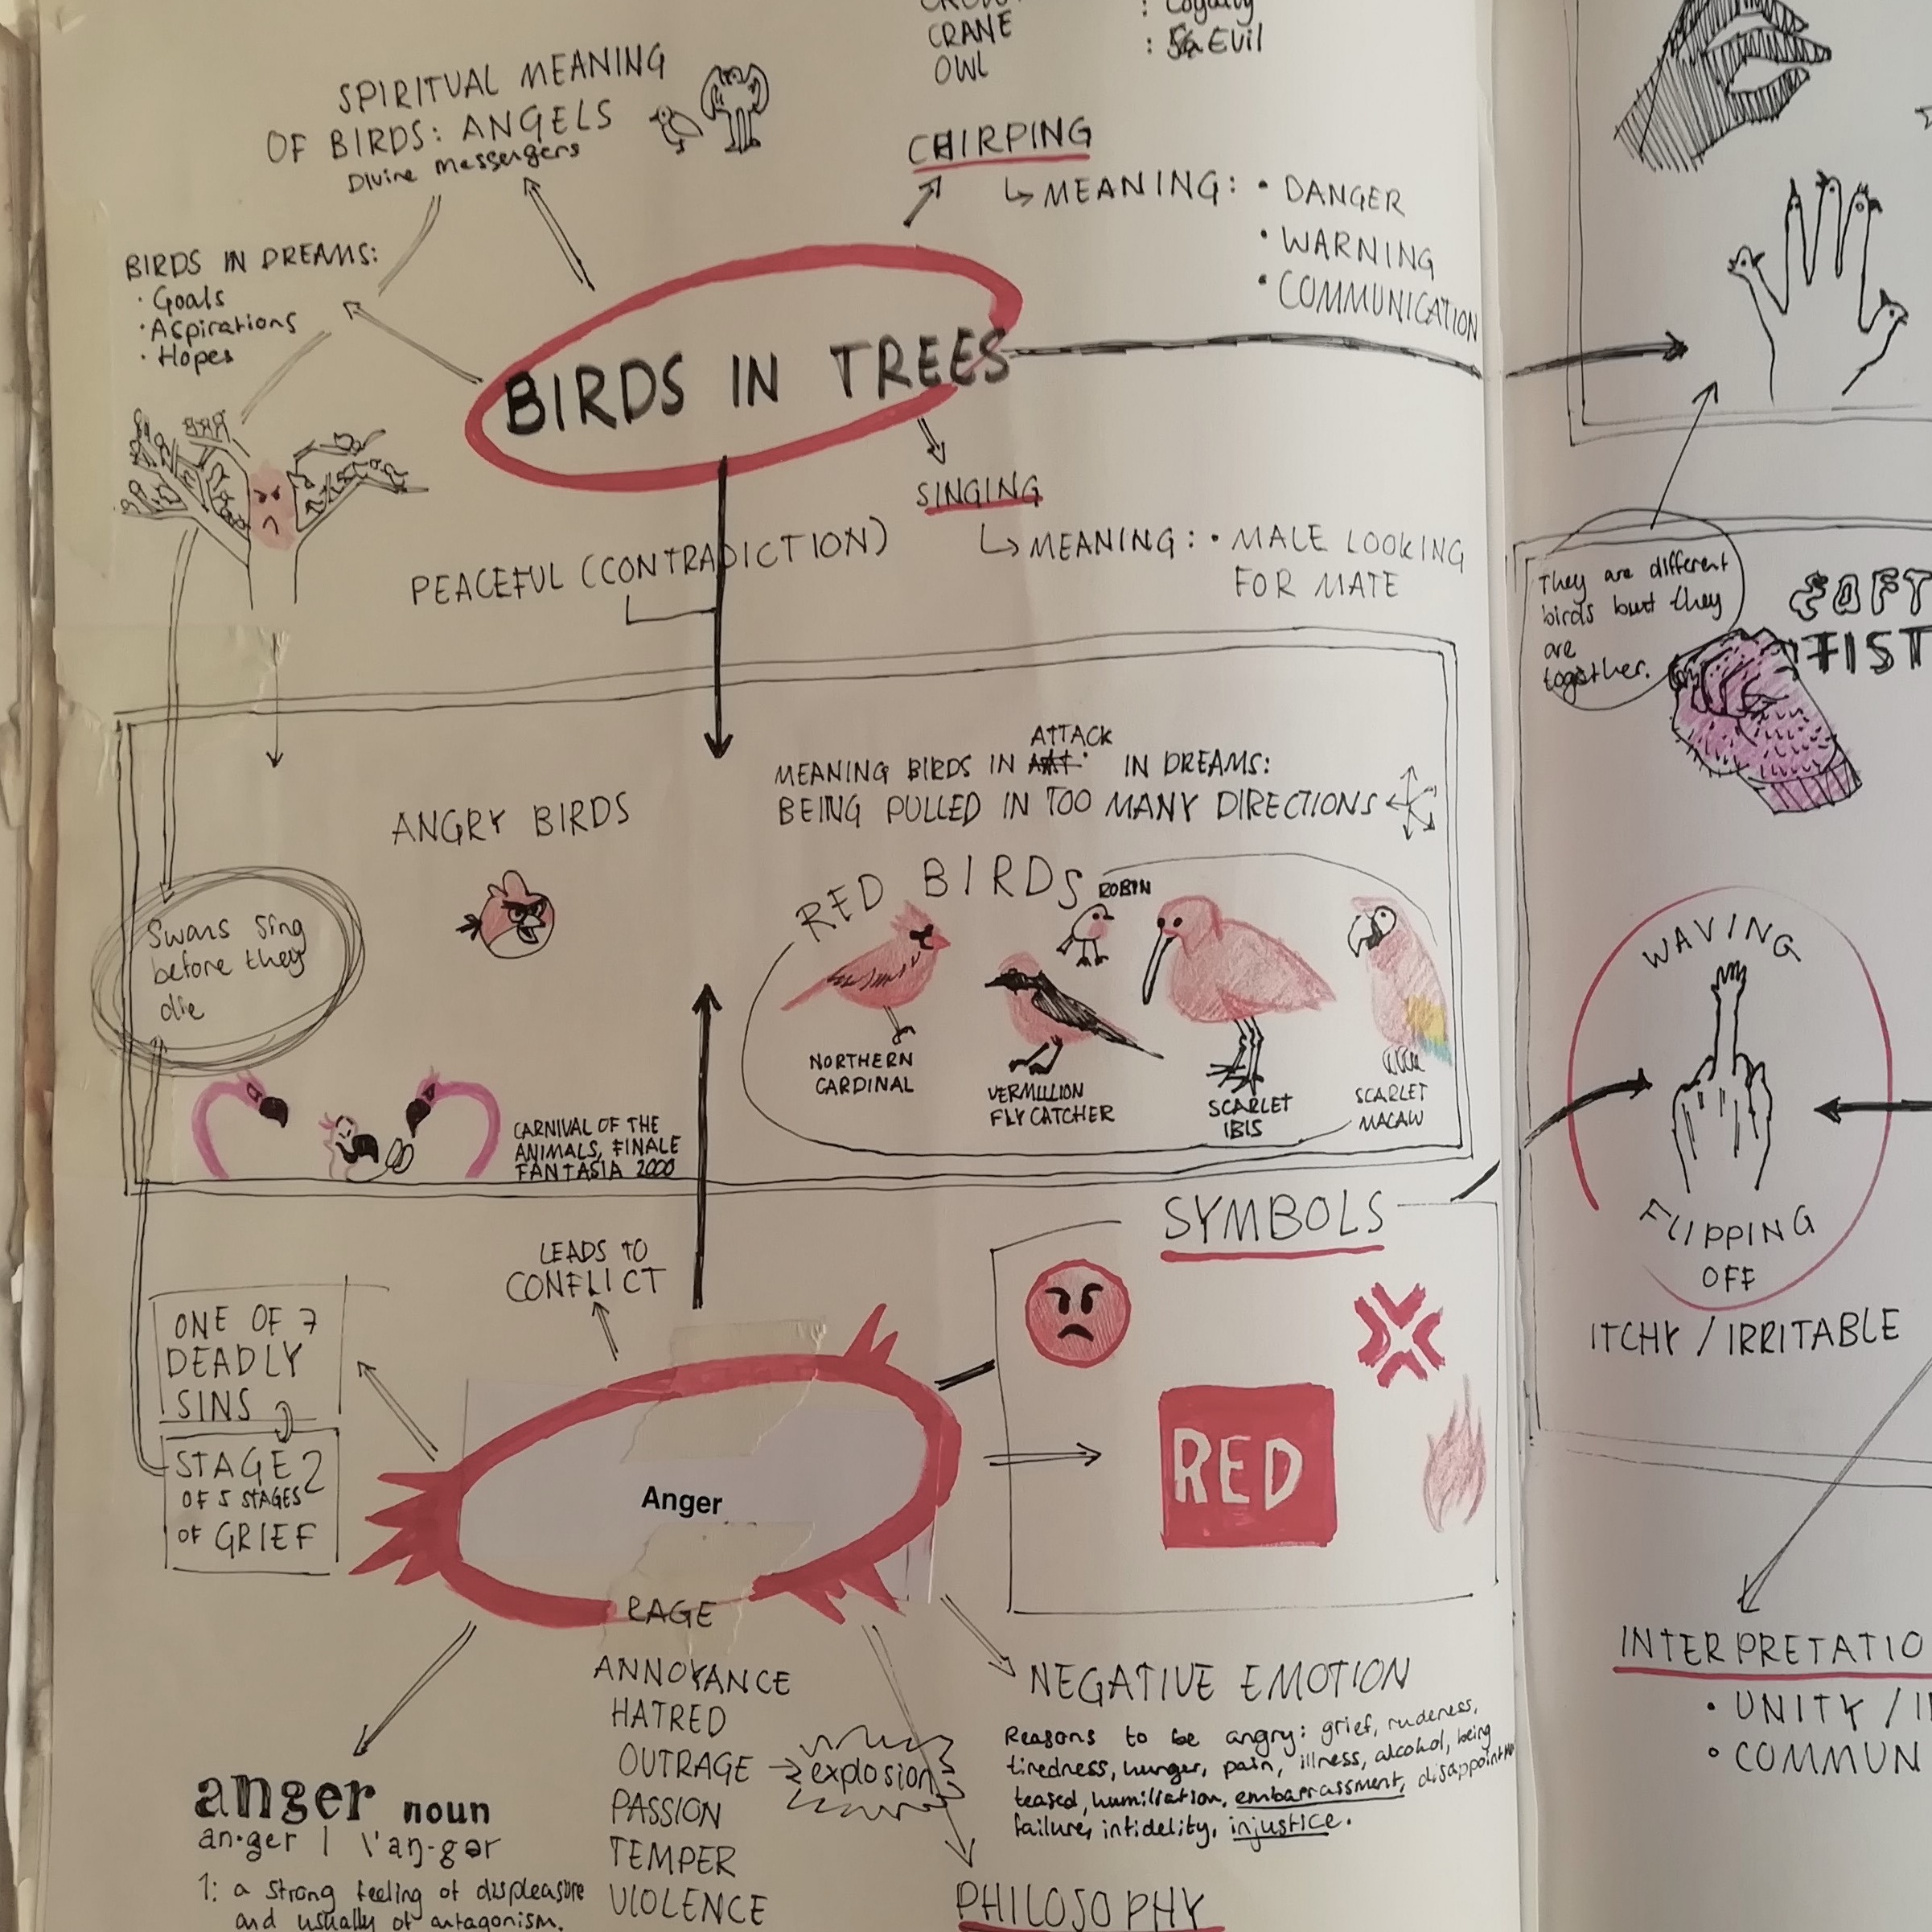 CRANE
OWL
: Loyalty
: Evil
SPIRITUAL MEANING
OF BIRDS: ANGELS
Divine messengers
CHIRPING
MEANING: • DANGER
• WARNING
• COMMUNICATION
BIRDS IN DREAMS:
· Goals
· Aspirations
· Hopes
BIRDS IN TREES
SINGING
MEANING: • MALE LOOKING
FOR MATE
PEACEFUL (CONTRADICTION)
ATTACK
MEANING BIRDS IN IN DREAMS:
BEING PULLED IN TOO MANY DIRECTIONS
ANGRY BIRDS
RED BIRDS
ROBIN
NORTHERN
CARDINAL
VERMILLION
FLY CATCHER
SCARLET
IBIS
SCARLET
MACAW
Swans sing
before they
die
CARNIVAL OF THE
ANIMALS, FINALE
FANTASIA 2000
LEADS TO
CONFLICT
SYMBOLS
RED
ONE OF 7
DEADLY
SINS
STAGE 2
OF 5 STAGES
OF GRIEF
Anger
RAGE
ANNOYANCE
HATRED
OUTRAGE
explosion
PASSION
TEMPER
VIOLENCE
NEGATIVE EMOTION
Reasons to be angry: grief, rudeness,
tiredness, hunger, pain, illness, alcohol, being
teased, humiliation, embarrassment, disappointme
failure, infidelity, injustice.
PHILOSOPHY
anger noun
an·ger | \'aŋ-gər
1: a strong feeling of displeasure
and usually of antagonism.
They are different
birds but they
are
together.
SOFT
FIST
WAVING
FLIPPING
OFF
ITCHY / IRRITABLE
INTERPRETATIO
• UNITY /
• COMMUN